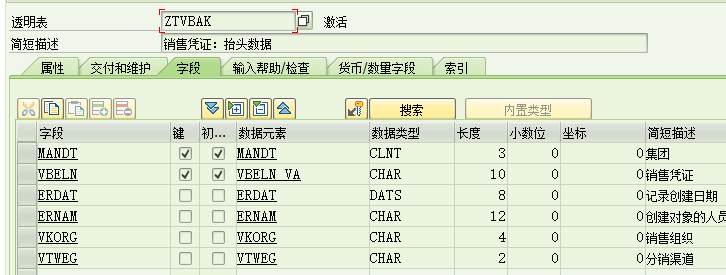 透明表 ZTVBAK 激活
简短描述 销售凭证: 抬头数据
属性 交付和维护 字段 输入帮助/检查 货币/数量字段 索引
搜索 内置类型
字段 键 初... 数据元素 数据类型 长度 小数位 坐标 简短描述
MANDT MANDT CLNT 3 0 0 集团
VBELN VBELN_VA CHAR 10 0 0 销售凭证
ERDAT ERDAT DATS 8 0 0 记录创建日期
ERNAM ERNAM CHAR 12 0 0 创建对象的人员
VKORG VKORG CHAR 4 0 0 销售组织
VTWEG VTWEG CHAR 2 0 0 分销渠道